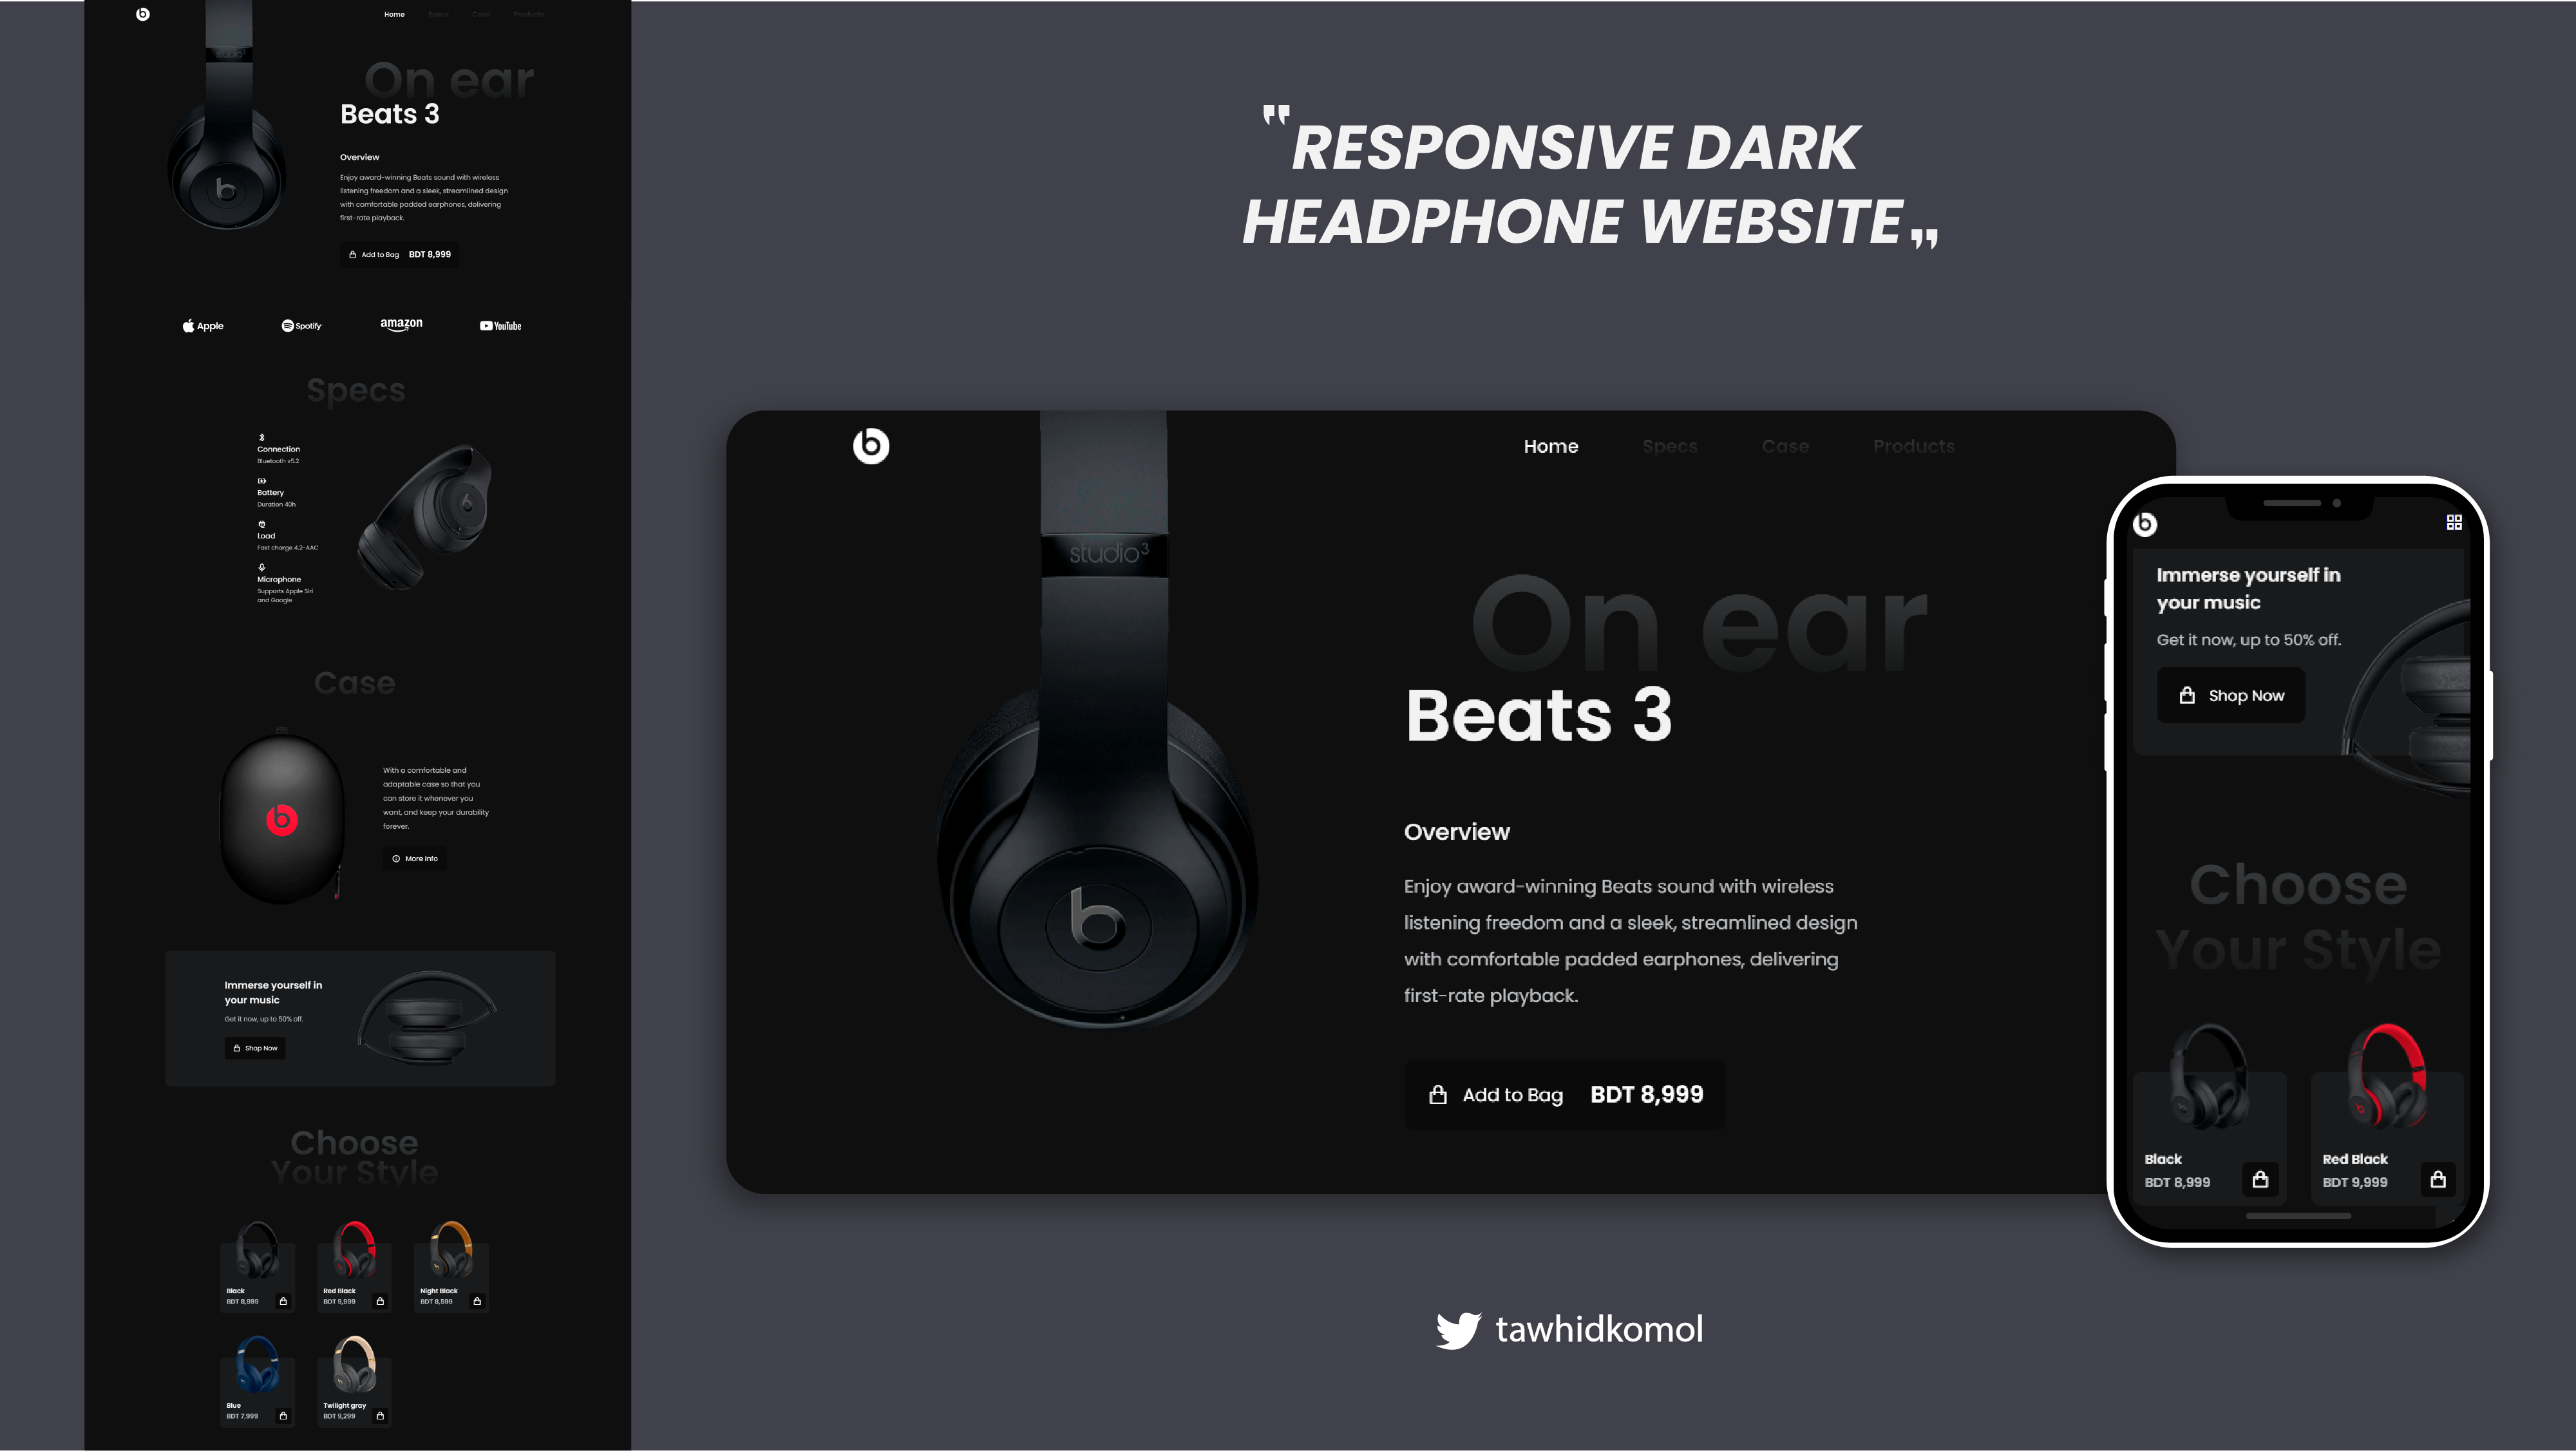 Home Specs Case Products
studio3
On ear
Beats 3
Overview
Enjoy award-winning Beats sound with wireless
listening freedom and a sleek, streamlined design
with comfortable padded earphones, delivering
first-rate playback.
Add to Bag BDT 8,999
Apple Spotify amazon YouTube
Specs
Connection
Bluetooth v5.2
Battery
Duration 40h
Load
Fast charge 4.2-AAC
Microphone
Supports Apple Siri
and Google
Case
With a comfortable and
adaptable case so that you
can store it whenever you
want, and keep your durability
forever.
More info
Immerse yourself in
your music
Get it now, up to 50% off.
Shop Now
Choose
Your Style
Black
BDT 8,999
Red Black
BDT 9,999
Night Black
BDT 8,599
Blue
BDT 7,999
Twilight gray
BDT 9,299
"RESPONSIVE DARK
HEADPHONE WEBSITE„
Home Specs Case Products
studio3
On ear
Beats 3
Overview
Enjoy award-winning Beats sound with wireless
listening freedom and a sleek, streamlined design
with comfortable padded earphones, delivering
first-rate playback.
Add to Bag BDT 8,999
Immerse yourself in
your music
Get it now, up to 50% off.
Shop Now
Choose
Your Style
Black
BDT 8,999
Red Black
BDT 9,999
tawhidkomol